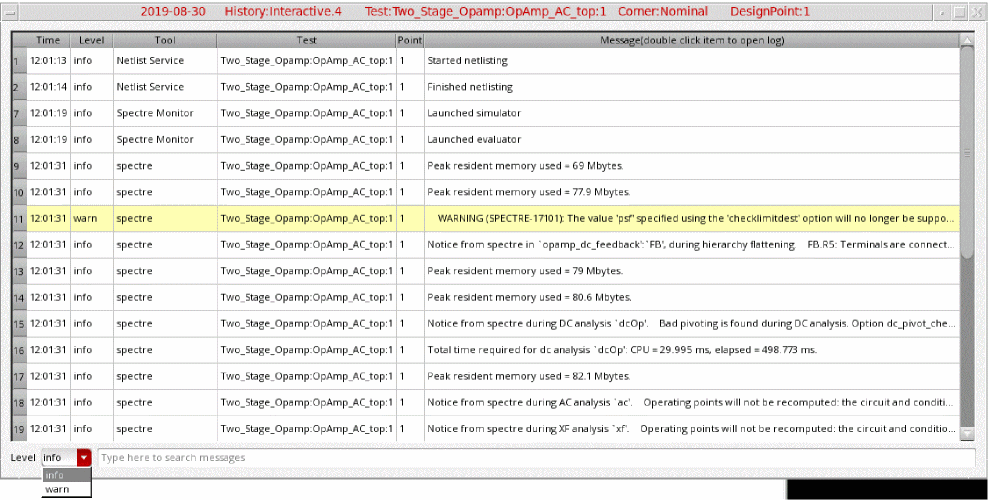 2019-08-30 History:Interactive.4 Test:Two_Stage_Opamp:OpAmp_AC_top:1 Corner:Nominal DesignPoint:1
Time Level Tool Test Point Message(double click item to open log)
1 12:01:13 info Netlist Service Two_Stage_Opamp:OpAmp_AC_top:1 1 Started netlisting
2 12:01:14 info Netlist Service Two_Stage_Opamp:OpAmp_AC_top:1 1 Finished netlisting
7 12:01:19 info Spectre Monitor Two_Stage_Opamp:OpAmp_AC_top:1 1 Launched simulator
8 12:01:19 info Spectre Monitor Two_Stage_Opamp:OpAmp_AC_top:1 1 Launched evaluator
9 12:01:31 info spectre Two_Stage_Opamp:OpAmp_AC_top:1 1 Peak resident memory used = 69 Mbytes.
10 12:01:31 info spectre Two_Stage_Opamp:OpAmp_AC_top:1 1 Peak resident memory used = 77.9 Mbytes.
11 12:01:31 warn spectre Two_Stage_Opamp:OpAmp_AC_top:1 1 WARNING (SPECTRE-17101): The value 'psf' specified using the 'checklimitdest' option will no longer be suppo...
12 12:01:31 info spectre Two_Stage_Opamp:OpAmp_AC_top:1 1 Notice from spectre in `opamp_dc_feedback':`FB', during hierarchy flattening. FB.R5: Terminals are connect...
13 12:01:31 info spectre Two_Stage_Opamp:OpAmp_AC_top:1 1 Peak resident memory used = 79 Mbytes.
14 12:01:31 info spectre Two_Stage_Opamp:OpAmp_AC_top:1 1 Peak resident memory used = 80.6 Mbytes.
15 12:01:31 info spectre Two_Stage_Opamp:OpAmp_AC_top:1 1 Notice from spectre during DC analysis `dcOp'. Bad pivoting is found during DC analysis. Option dc_pivot_che...
16 12:01:31 info spectre Two_Stage_Opamp:OpAmp_AC_top:1 1 Total time required for dc analysis `dcOp': CPU = 29.995 ms, elapsed = 498.773 ms.
17 12:01:31 info spectre Two_Stage_Opamp:OpAmp_AC_top:1 1 Peak resident memory used = 82.1 Mbytes.
18 12:01:31 info spectre Two_Stage_Opamp:OpAmp_AC_top:1 1 Notice from spectre during AC analysis `ac'. Operating points will not be recomputed: the circuit and conditi...
19 12:01:31 info spectre Two_Stage_Opamp:OpAmp_AC_top:1 1 Notice from spectre during XF analysis `xf'. Operating points will not be recomputed: the circuit and conditio...
Level info Type here to search messages
info
warn